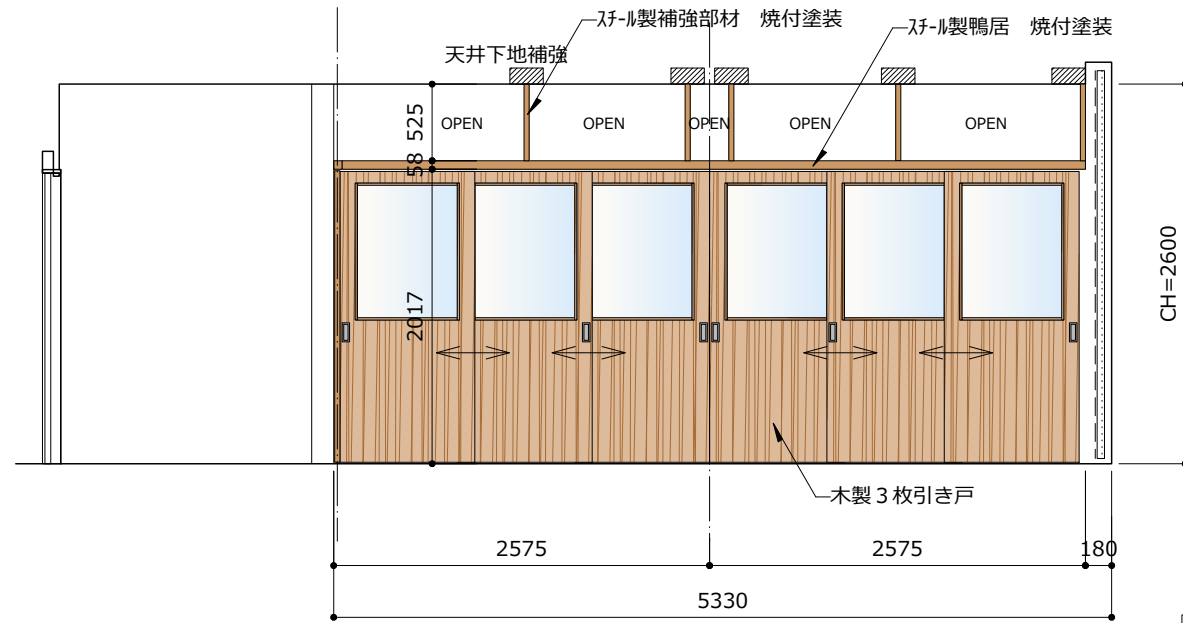 ｽﾁｰﾙ製補強部材　焼付塗装
ｽﾁｰﾙ製鴨居　焼付塗装
天井下地補強
OPEN
OPEN
OPEN
OPEN
OPEN
525
58
2017
CH=2600
木製３枚引き戸
2575
2575
180
5330